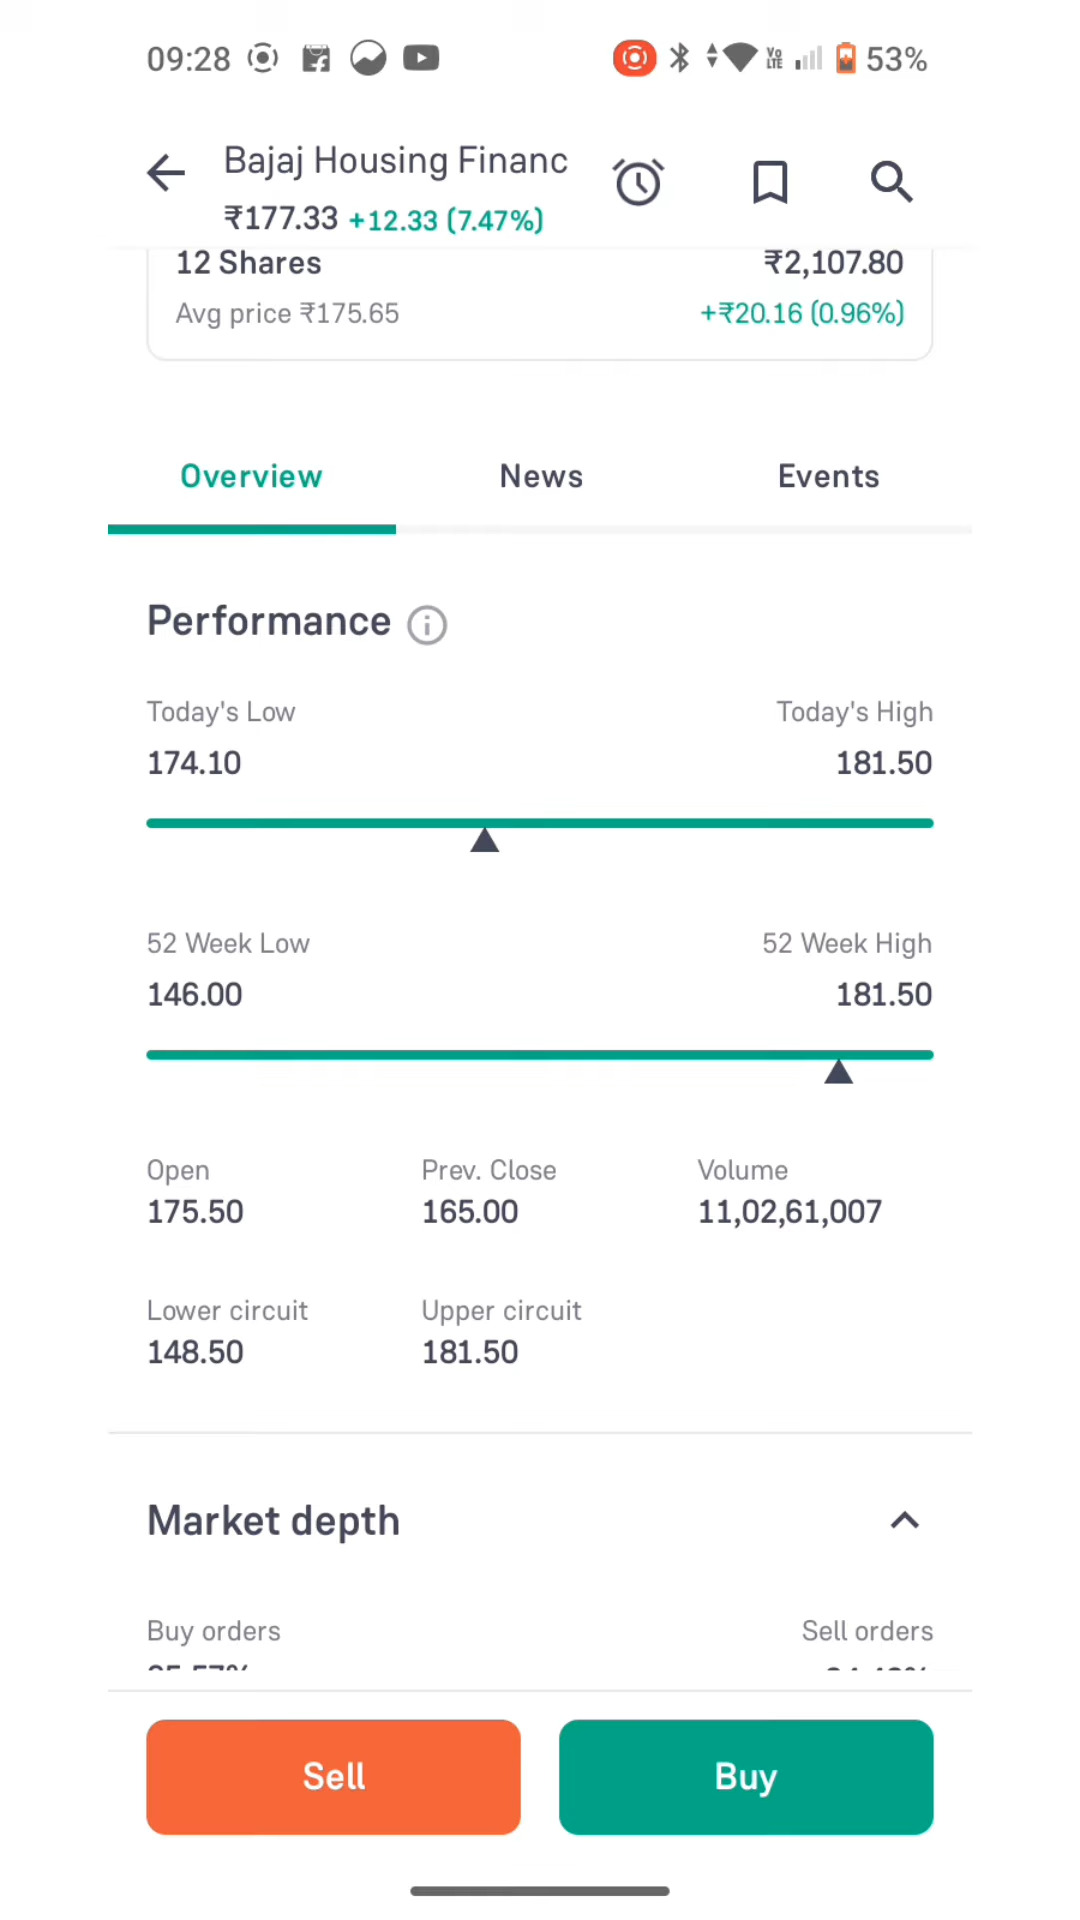 09:28 53%
Bajaj Housing Financ
₹177.33 +12.33 (7.47%)
12 Shares ₹2,107.80
Avg price ₹175.65 +₹20.16 (0.96%)
Overview News Events
Performance
Today's Low Today's High
174.10 181.50
52 Week Low 52 Week High
146.00 181.50
Open Prev. Close Volume
175.50 165.00 11,02,61,007
Lower circuit Upper circuit
148.50 181.50
Market depth
Buy orders Sell orders
Sell Buy